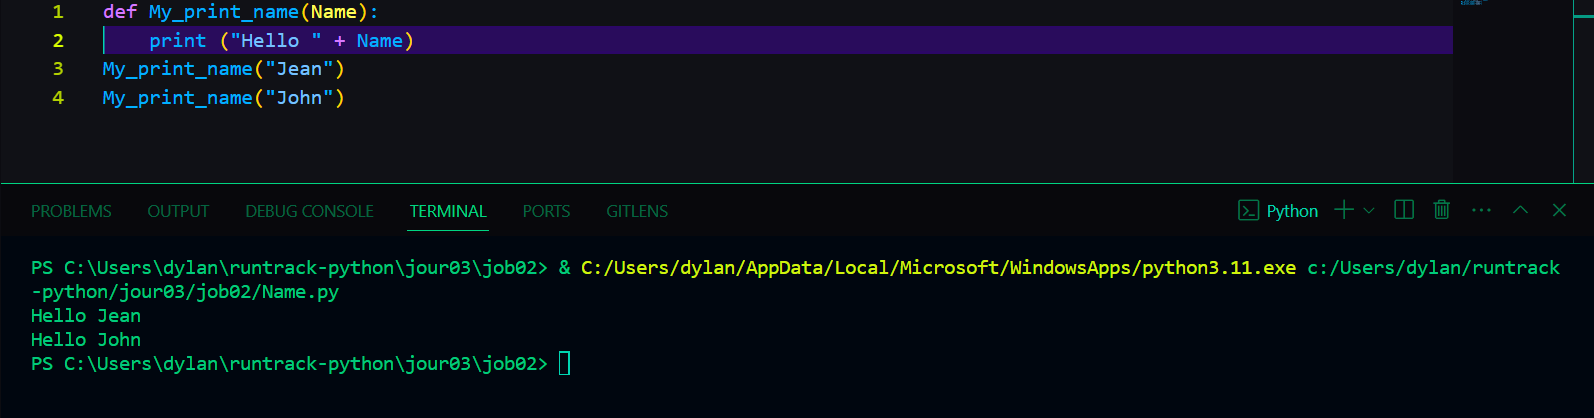 1 def My_print_name(Name):
2     print ("Hello " + Name)
3 My_print_name("Jean")
4 My_print_name("John")
PROBLEMS OUTPUT DEBUG CONSOLE TERMINAL PORTS GITLENS Python
PS C:\Users\dylan\runtrack-python\jour03\job02> & C:/Users/dylan/AppData/Local/Microsoft/WindowsApps/python3.11.exe c:/Users/dylan/runtrack
-python/jour03/job02/Name.py
Hello Jean
Hello John
PS C:\Users\dylan\runtrack-python\jour03\job02>